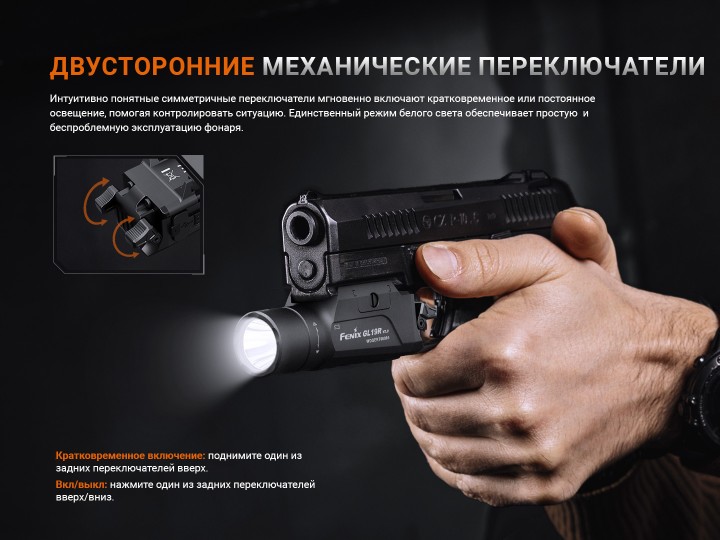 ДВУСТОРОННИЕ МЕХАНИЧЕСКИЕ ПЕРЕКЛЮЧАТЕЛИ
Интуитивно понятные симметричные переключатели мгновенно включают кратковременное или постоянное
освещение, помогая контролировать ситуацию. Единственный режим белого света обеспечивает простую и
беспроблемную эксплуатацию фонаря.
FENIX GL19R
Кратковременное включение: поднимите один из
задних переключателей вверх.
Вкл/выкл: нажмите один из задних переключателей
вверх/вниз.